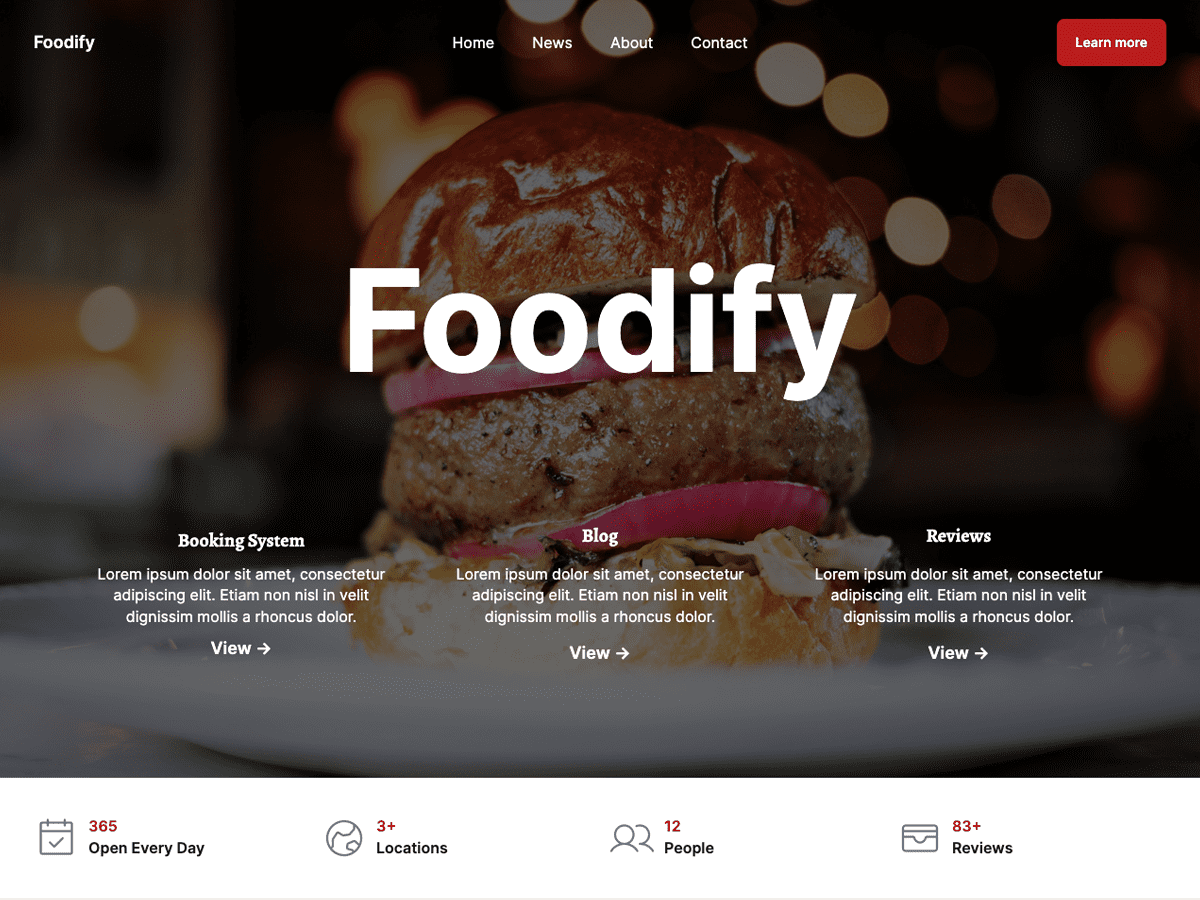 Foodify
Home News About Contact
Learn more
Foodify
Booking System
Lorem ipsum dolor sit amet, consectetur
adipiscing elit. Etiam non nisl in velit
dignissim mollis a rhoncus dolor.
View →
Blog
Lorem ipsum dolor sit amet, consectetur
adipiscing elit. Etiam non nisl in velit
dignissim mollis a rhoncus dolor.
View →
Reviews
Lorem ipsum dolor sit amet, consectetur
adipiscing elit. Etiam non nisl in velit
dignissim mollis a rhoncus dolor.
View →
365
Open Every Day
3+
Locations
12
People
83+
Reviews